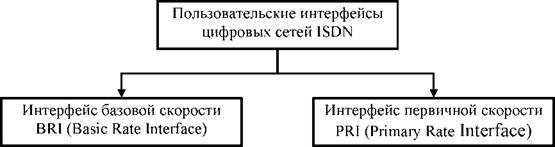 Пользовательские интерфейсы
цифровых сетей ISDN
Интерфейс базовой скорости
BRI (Basic Rate Interface)
Интерфейс первичной скорости
PRI (Primary Rate Interface)